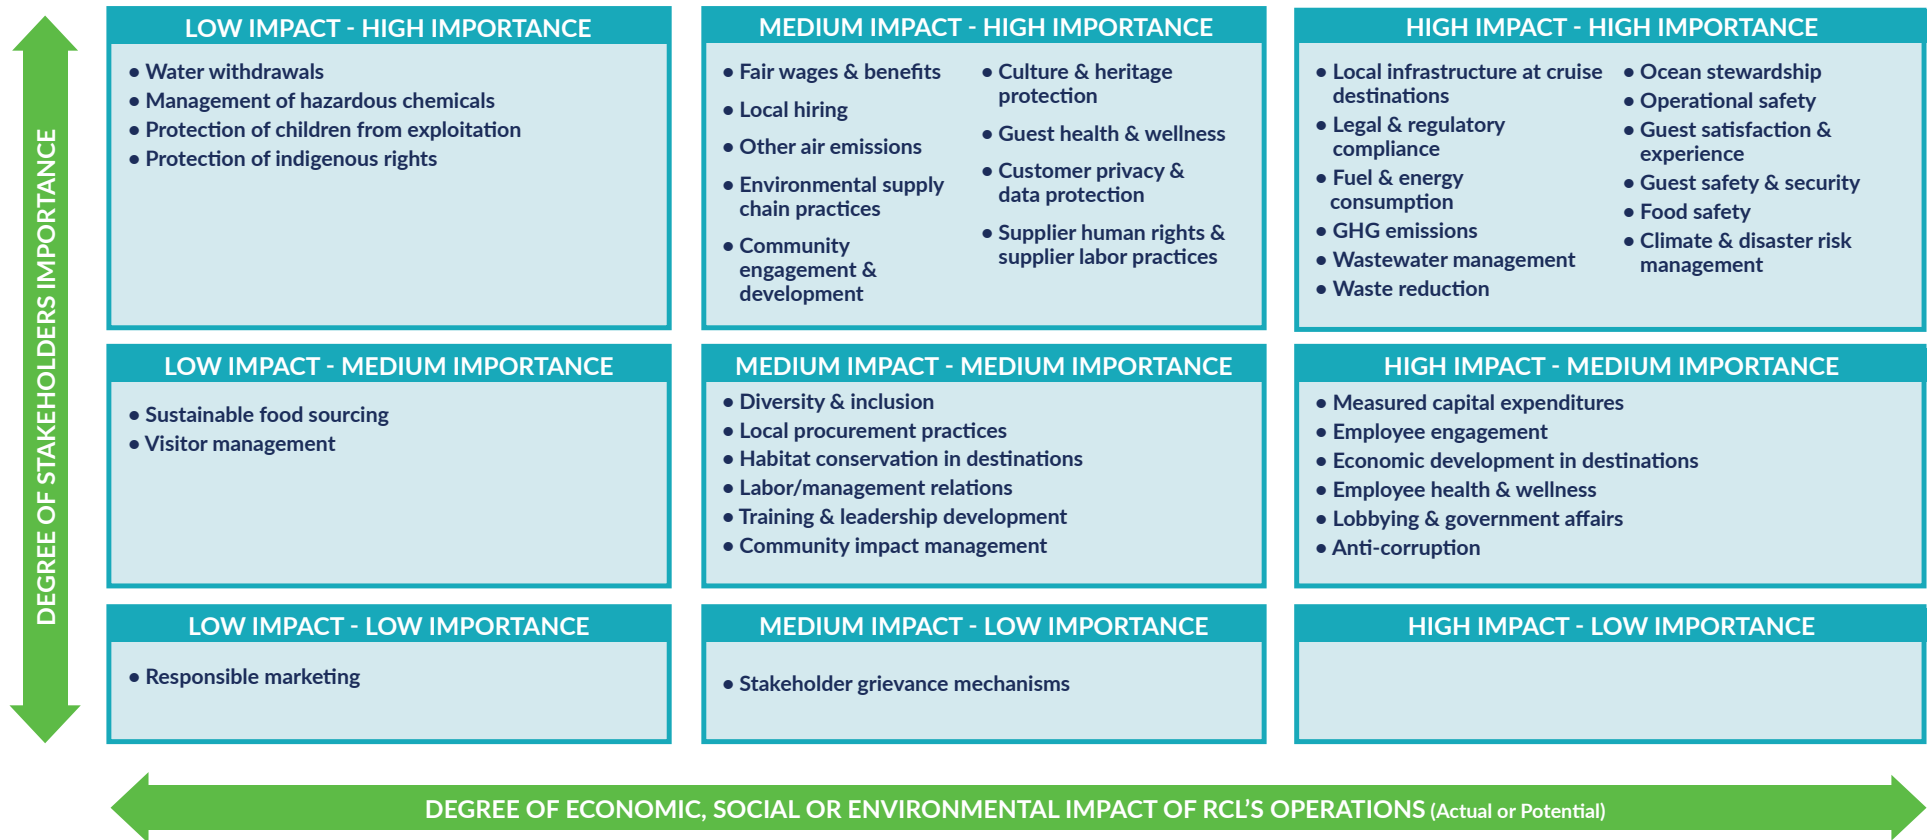 DEGREE OF STAKEHOLDERS IMPORTANCE
LOW IMPACT - HIGH IMPORTANCE
• Water withdrawals
• Management of hazardous chemicals
• Protection of children from exploitation
• Protection of indigenous rights
MEDIUM IMPACT - HIGH IMPORTANCE
• Fair wages & benefits
• Local hiring
• Other air emissions
• Environmental supply
chain practices
• Community
engagement &
development
• Culture & heritage
protection
• Guest health & wellness
• Customer privacy &
data protection
• Supplier human rights &
supplier labor practices
HIGH IMPACT - HIGH IMPORTANCE
• Local infrastructure at cruise
destinations
• Legal & regulatory
compliance
• Fuel & energy
consumption
• GHG emissions
• Wastewater management
• Waste reduction
• Ocean stewardship
• Operational safety
• Guest satisfaction &
experience
• Guest safety & security
• Food safety
• Climate & disaster risk
management
LOW IMPACT - MEDIUM IMPORTANCE
• Sustainable food sourcing
• Visitor management
MEDIUM IMPACT - MEDIUM IMPORTANCE
• Diversity & inclusion
• Local procurement practices
• Habitat conservation in destinations
• Labor/management relations
• Training & leadership development
• Community impact management
HIGH IMPACT - MEDIUM IMPORTANCE
• Measured capital expenditures
• Employee engagement
• Economic development in destinations
• Employee health & wellness
• Lobbying & government affairs
• Anti-corruption
LOW IMPACT - LOW IMPORTANCE
• Responsible marketing
MEDIUM IMPACT - LOW IMPORTANCE
• Stakeholder grievance mechanisms
HIGH IMPACT - LOW IMPORTANCE
DEGREE OF ECONOMIC, SOCIAL OR ENVIRONMENTAL IMPACT OF RCL'S OPERATIONS (Actual or Potential)